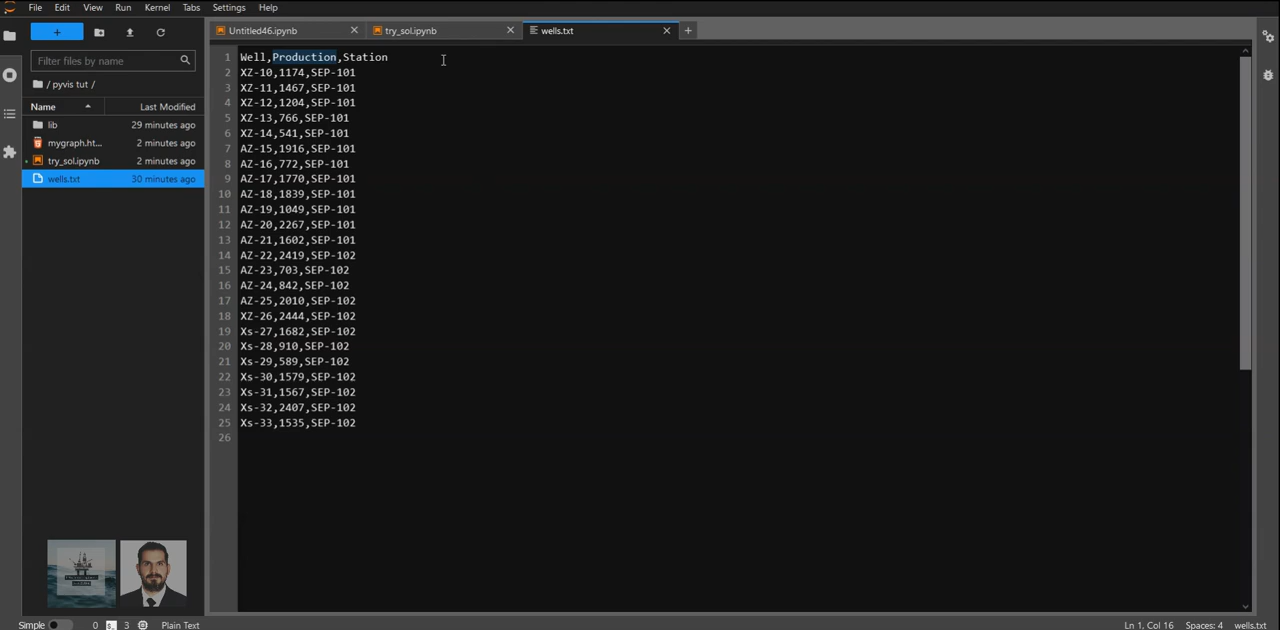 File Edit View Run Kernel Tabs Settings Help
Untitled46.ipynb
try_sol.ipynb
wells.txt
Filter files by name
/ pyvis tut /
Name Last Modified
lib 29 minutes ago
mygraph.ht... 2 minutes ago
try_sol.ipynb 2 minutes ago
wells.txt 30 minutes ago
1 Well,Production,Station
2 XZ-10,1174,SEP-101
3 XZ-11,1467,SEP-101
4 XZ-12,1204,SEP-101
5 XZ-13,766,SEP-101
6 XZ-14,541,SEP-101
7 AZ-15,1916,SEP-101
8 AZ-16,772,SEP-101
9 AZ-17,1770,SEP-101
10 AZ-18,1839,SEP-101
11 AZ-19,1049,SEP-101
12 AZ-20,2267,SEP-101
13 AZ-21,1602,SEP-101
14 AZ-22,2419,SEP-102
15 AZ-23,703,SEP-102
16 AZ-24,842,SEP-102
17 AZ-25,2010,SEP-102
18 XZ-26,2444,SEP-102
19 Xs-27,1682,SEP-102
20 Xs-28,910,SEP-102
21 Xs-29,589,SEP-102
22 Xs-30,1579,SEP-102
23 Xs-31,1567,SEP-102
24 Xs-32,2407,SEP-102
25 Xs-33,1535,SEP-102
26
Simple 0 3 Plain Text Ln 1, Col 16 Spaces: 4 wells.txt